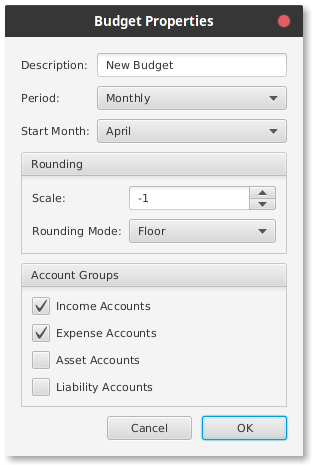 Budget Properties
Description: New Budget
Period: Monthly
Start Month: April
Rounding
Scale: -1
Rounding Mode: Floor
Account Groups
Income Accounts
Expense Accounts
Asset Accounts
Liability Accounts
Cancel OK